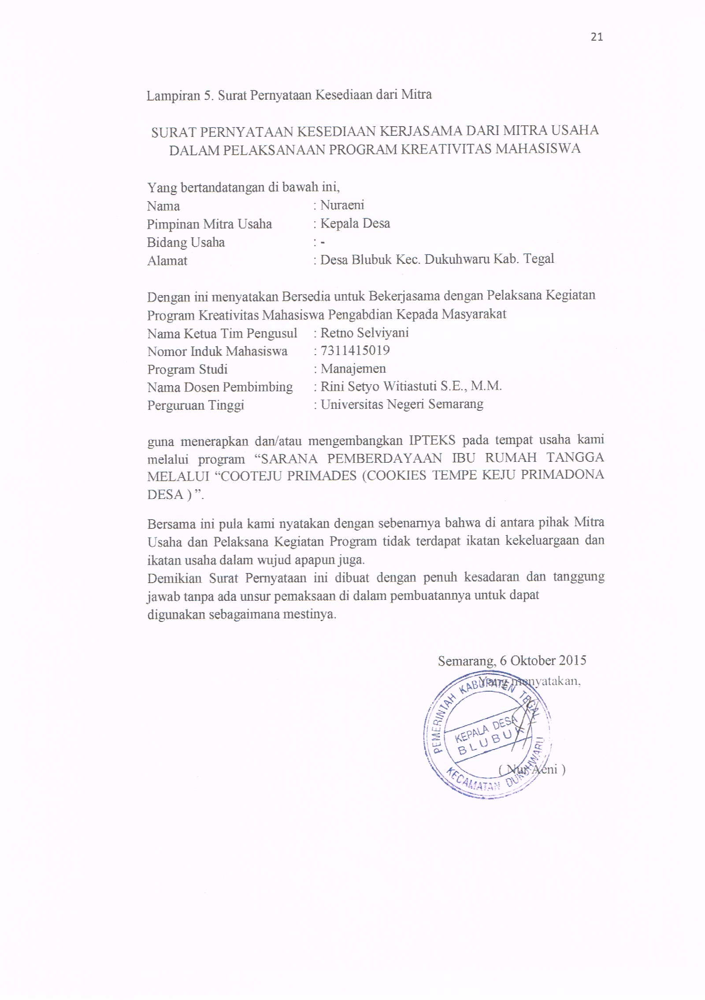 21
Lampiran 5. Surat Pernyataan Kesediaan dari Mitra
SURAT PERNYATAAN KESEDIAAN KERJASAMA DARI MITRA USAHA
DALAM PELAKSANAAN PROGRAM KREATIVITAS MAHASISWA
Yang bertandatangan di bawah ini,
Nama : Nuraeni
Pimpinan Mitra Usaha : Kepala Desa
Bidang Usaha : -
Alamat : Desa Blubuk Kec. Dukuhwaru Kab. Tegal
Dengan ini menyatakan Bersedia untuk Bekerjasama dengan Pelaksana Kegiatan
Program Kreativitas Mahasiswa Pengabdian Kepada Masyarakat
Nama Ketua Tim Pengusul : Retno Selviyani
Nomor Induk Mahasiswa : 7311415019
Program Studi : Manajemen
Nama Dosen Pembimbing : Rini Setyo Witiastuti S.E., M.M.
Perguruan Tinggi : Universitas Negeri Semarang
guna menerapkan dan/atau mengembangkan IPTEKS pada tempat usaha kami
melalui program “SARANA PEMBERDAYAAN IBU RUMAH TANGGA
MELALUI “COOTEJU PRIMADES (COOKIES TEMPE KEJU PRIMADONA
DESA ) ”.
Bersama ini pula kami nyatakan dengan sebenarnya bahwa di antara pihak Mitra
Usaha dan Pelaksana Kegiatan Program tidak terdapat ikatan kekeluargaan dan
ikatan usaha dalam wujud apapun juga.
Demikian Surat Pernyataan ini dibuat dengan penuh kesadaran dan tanggung
jawab tanpa ada unsur pemaksaan di dalam pembuatannya untuk dapat
digunakan sebagaimana mestinya.
Semarang, 6 Oktober 2015
Yang menyatakan,
PEMERINTAH KABUPATEN TEGAL
KEPALA DESA
BLUBUK
KECAMATAN DUKUHWARU
( Nur Aeni )